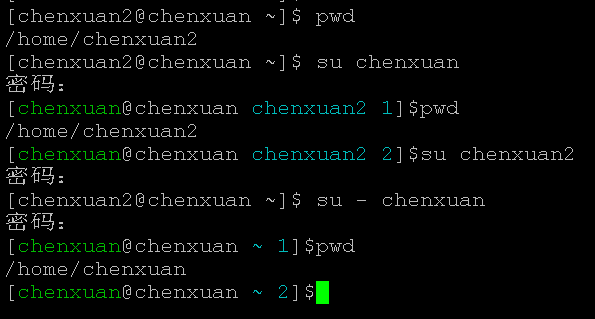 [chenxuan2@chenxuan ~]$ pwd
/home/chenxuan2
[chenxuan2@chenxuan ~]$ su chenxuan
密码：
[chenxuan@chenxuan chenxuan2 1]$pwd
/home/chenxuan2
[chenxuan@chenxuan chenxuan2 2]$su chenxuan2
密码：
[chenxuan2@chenxuan ~]$ su - chenxuan
密码：
[chenxuan@chenxuan ~ 1]$pwd
/home/chenxuan
[chenxuan@chenxuan ~ 2]$